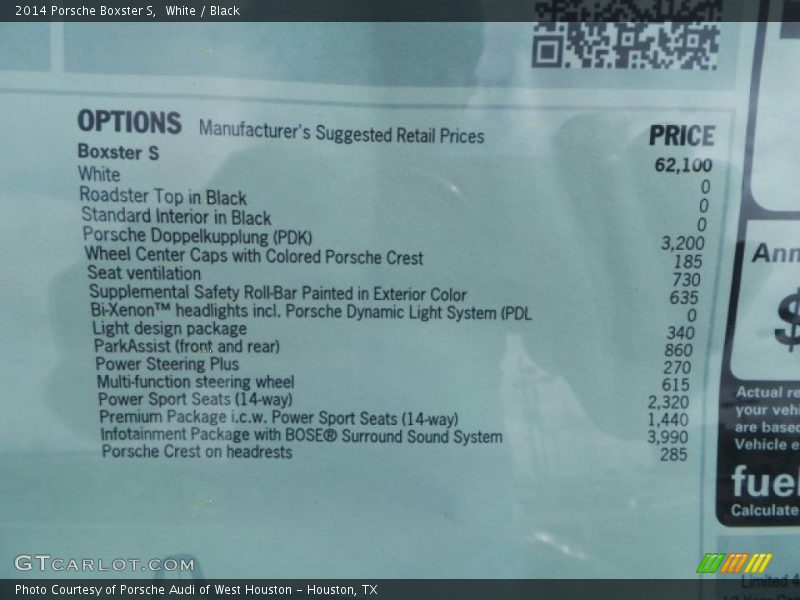 2014 Porsche Boxster S, White / Black
OPTIONS Manufacturer's Suggested Retail Prices PRICE
Boxster S 62,100
White 0
Roadster Top in Black 0
Standard Interior in Black 0
Porsche Doppelkupplung (PDK) 3,200
Wheel Center Caps with Colored Porsche Crest 185
Seat ventilation 730
Supplemental Safety Roll-Bar Painted in Exterior Color 635
Bi-Xenon™ headlights incl. Porsche Dynamic Light System (PDL 0
Light design package 340
ParkAssist (front and rear) 860
Power Steering Plus 270
Multi-function steering wheel 615
Power Sport Seats (14-way) 2,320
Premium Package i.c.w. Power Sport Seats (14-way) 1,440
Infotainment Package with BOSE® Surround Sound System 3,990
Porsche Crest on headrests 285
Ann
$
Actual re
your vehi
are based
Vehicle e
fuel
Calculate
Limited 4
GTCARLOT.COM
Photo Courtesy of Porsche Audi of West Houston – Houston, TX